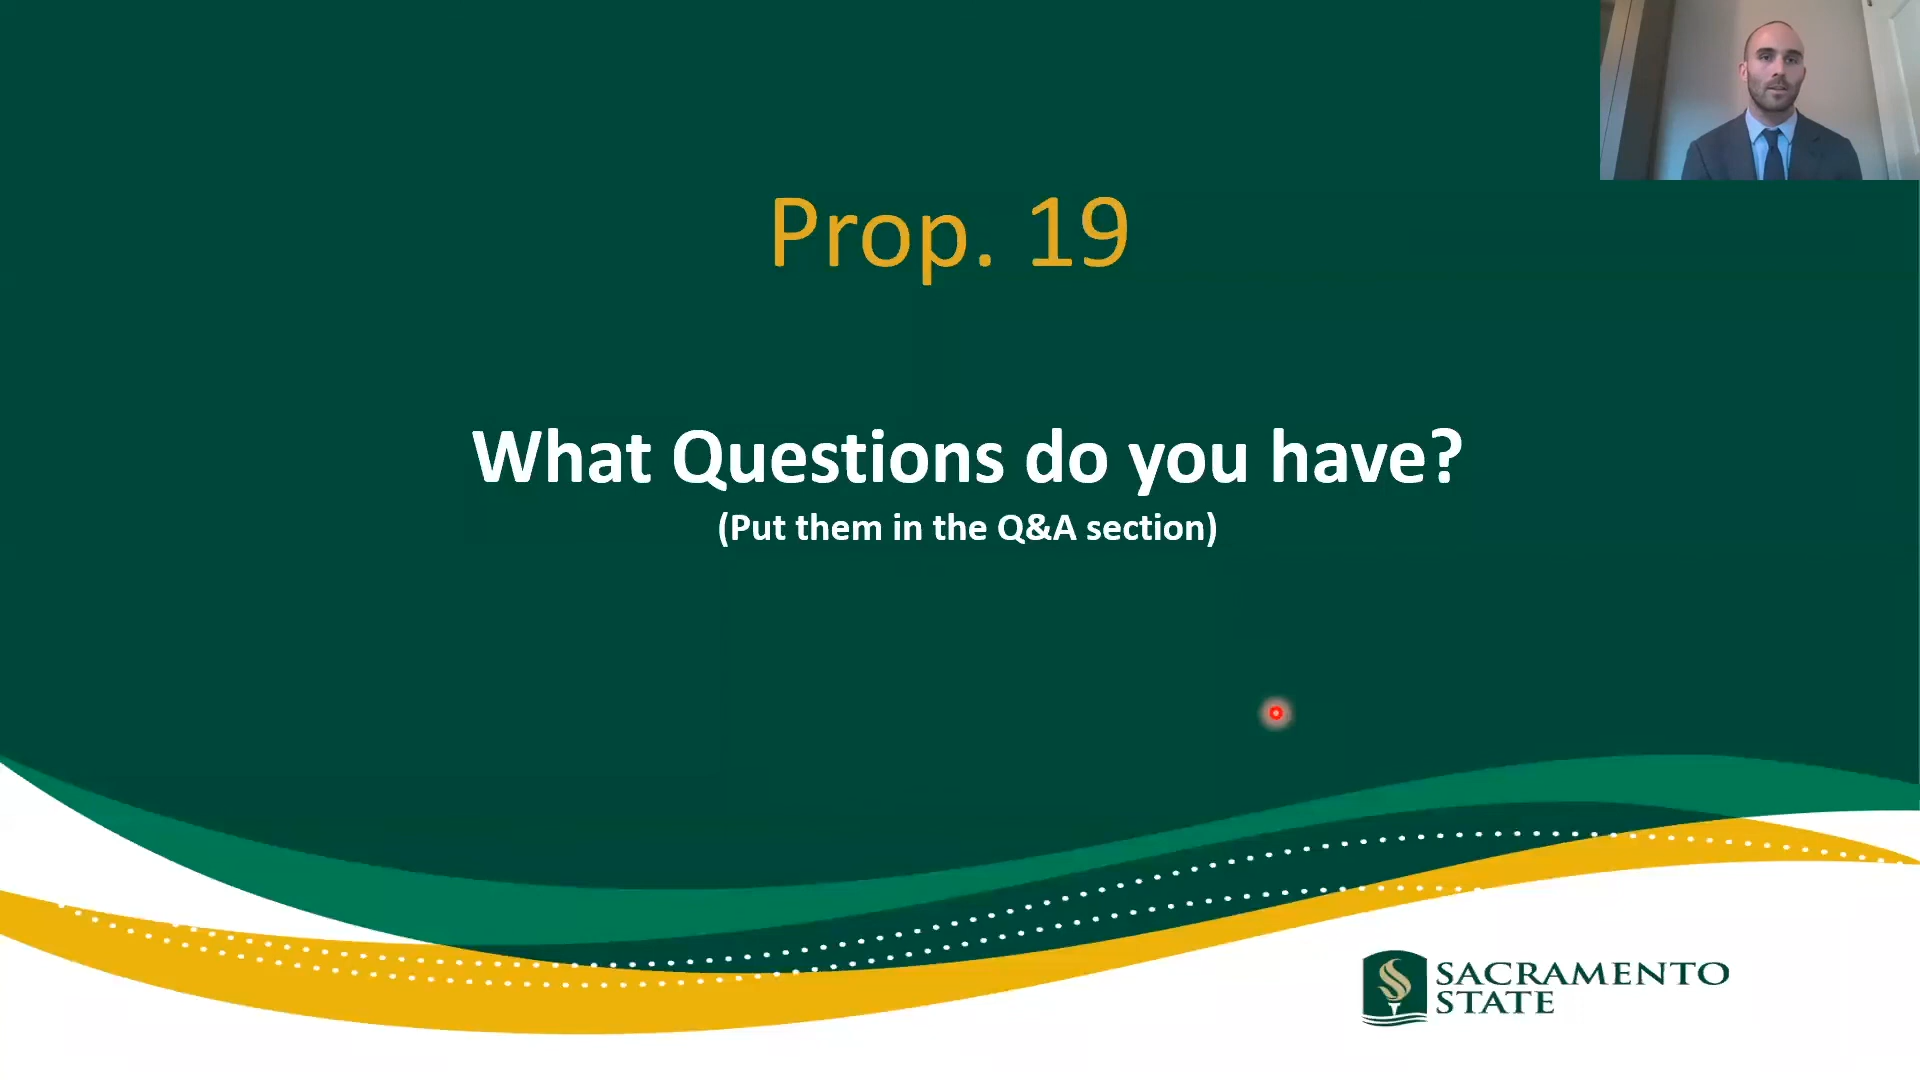 Prop. 19
What Questions do you have?
(Put them in the Q&A section)
SACRAMENTO
STATE